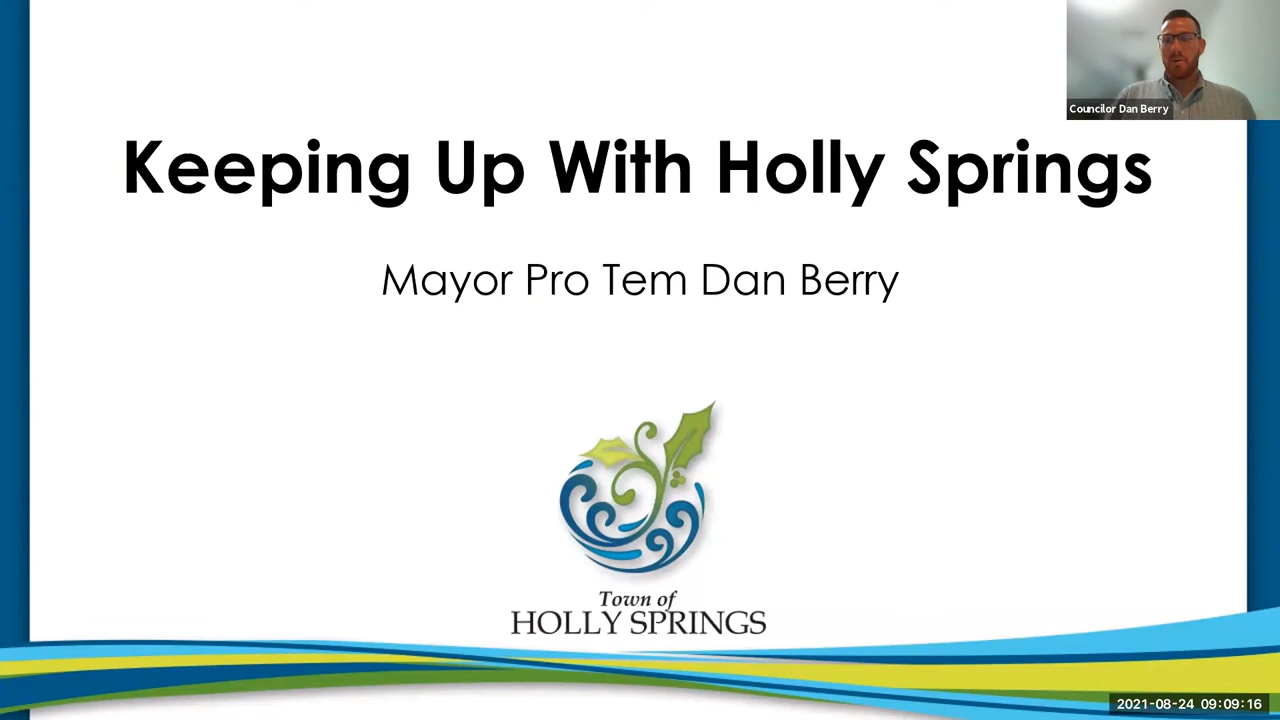 Councilor Dan Berry
Keeping Up With Holly Springs
Mayor Pro Tem Dan Berry
Town of
HOLLY SPRINGS
2021-08-24 09:09:16